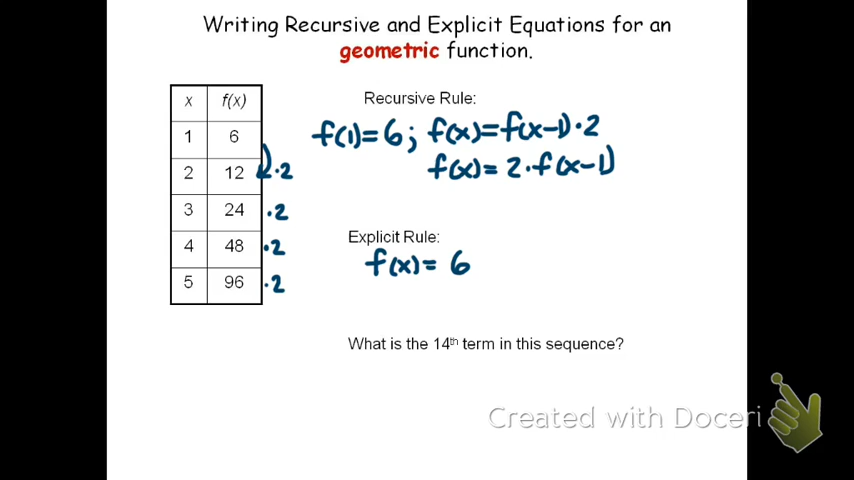 Writing Recursive and Explicit Equations for an
geometric function.
x f(x)
Recursive Rule:
1 6
f(1)=6; f(x)=f(x-1)·2
2 12 ·2
f(x)=2·f(x-1)
3 24 ·2
Explicit Rule:
4 48 ·2
f(x)= 6
5 96 ·2
What is the 14th term in this sequence?
Created with Doceri